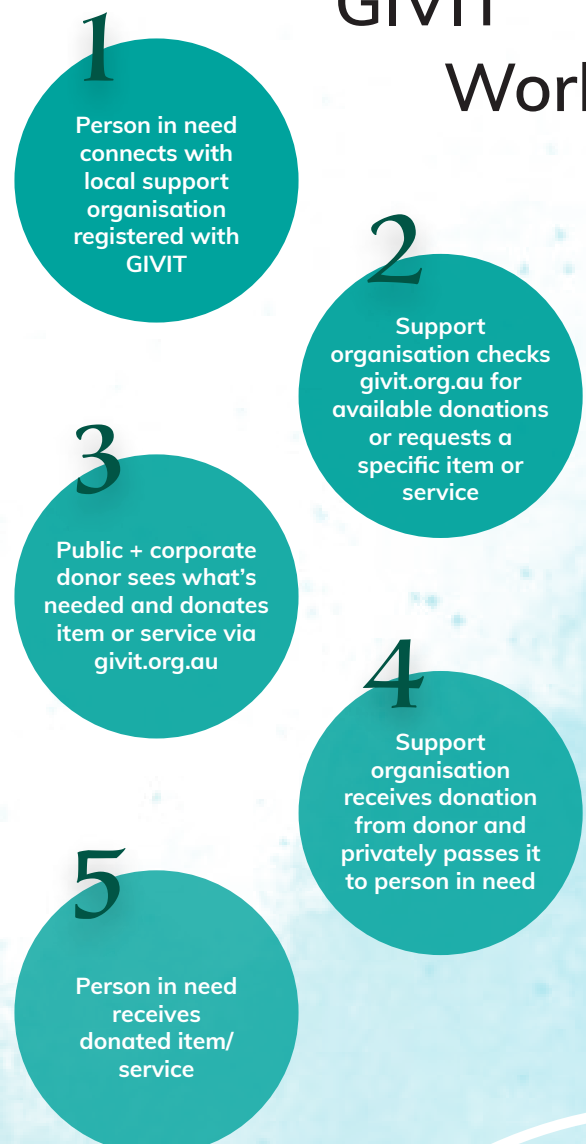 GIVIT
Work
1
Person in need
connects with
local support
organisation
registered with
GIVIT
2
Support
organisation checks
givit.org.au for
available donations
or requests a
specific item or
service
3
Public + corporate
donor sees what's
needed and donates
item or service via
givit.org.au
4
Support
organisation
receives donation
from donor and
privately passes it
to person in need
5
Person in need
receives
donated item/
service